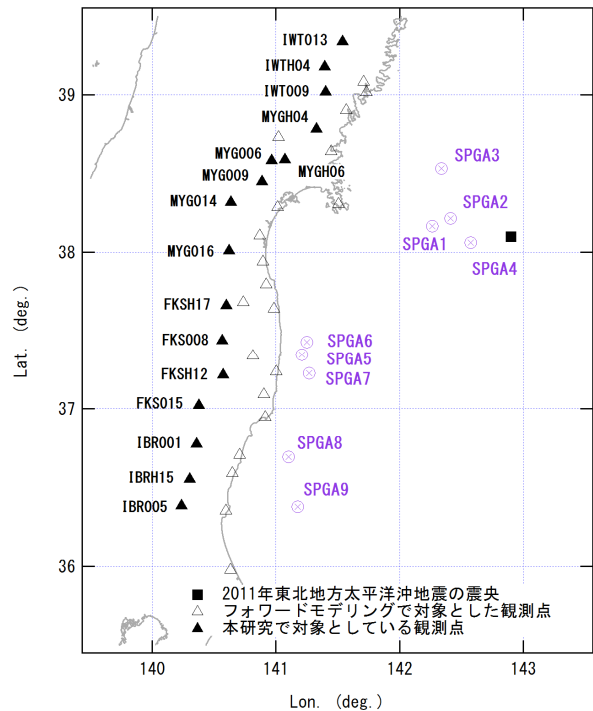 IWT013
IWTH04
39
IWT009
MYGH04
MYG006
SPGA3
MYGH06
MYG009
MYG014
SPGA2
SPGA1
38
MYG016
SPGA4
FKSH17
FKS008
SPGA6
SPGA5
FKSH12
SPGA7
37
FKS015
IBR001
SPGA8
IBRH15
SPGA9
IBR005
36
2011年東北地方太平洋沖地震の震央
フォワードモデリングで対象とした観測点
本研究で対象としている観測点
140 141 142 143
Lon. (deg.)
Lat. (deg.)